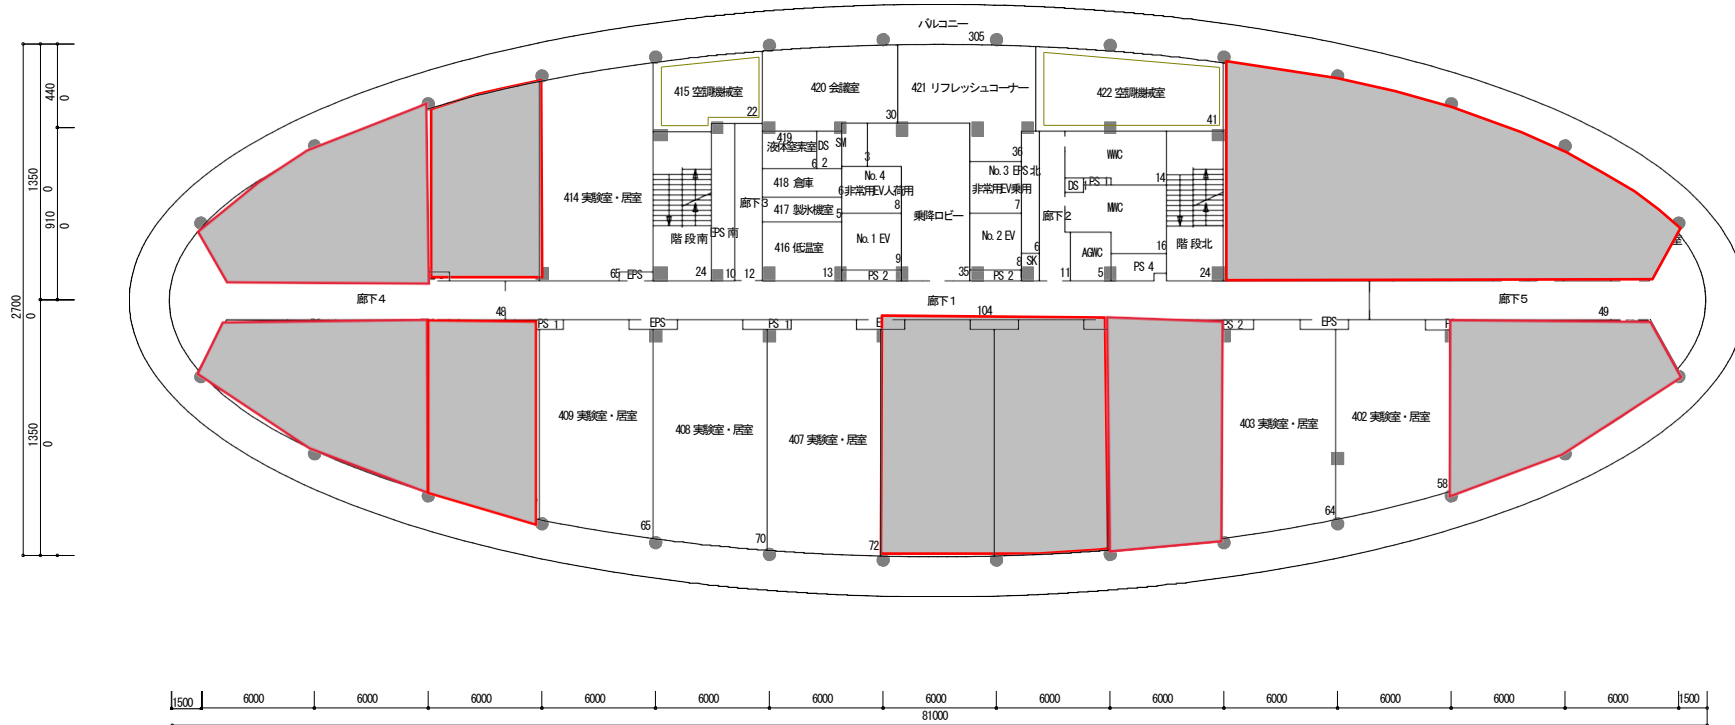 バルコニー
305
440
0
1350
0
910
0
2700
0
1350
0
415 空調機械室
22
420 会議室
30
421 リフレッシュコーナー
422 空調機械室
41
419
液体窒素室
6
DS
2
SM
3
36
418 倉庫
417 製氷機室
5
416 低温室
13
No. 4
6 非常用EV人荷用
8
No. 1 EV
9
PS 2
乗降ロビー
35
No. 3 EPS 北
非常用EV乗用
7
No. 2 EV
8
PS 2
6
SK
廊下2
11
WWC
14
DS 1
PS 1
MWC
16
AGWC
5
PS 4
階段北
24
414 実験室・居室
65
EPS
階段南
24
EPS 南
10
廊下3
12
室
廊下4
48
廊下1
104
廊下5
49
PS 1
EPS
PS 1
PS 2
EPS
409 実験室・居室
65
408 実験室・居室
70
407 実験室・居室
72
403 実験室・居室
64
402 実験室・居室
58
1500
6000
6000
6000
6000
6000
6000
6000
6000
6000
6000
6000
6000
6000
1500
81000